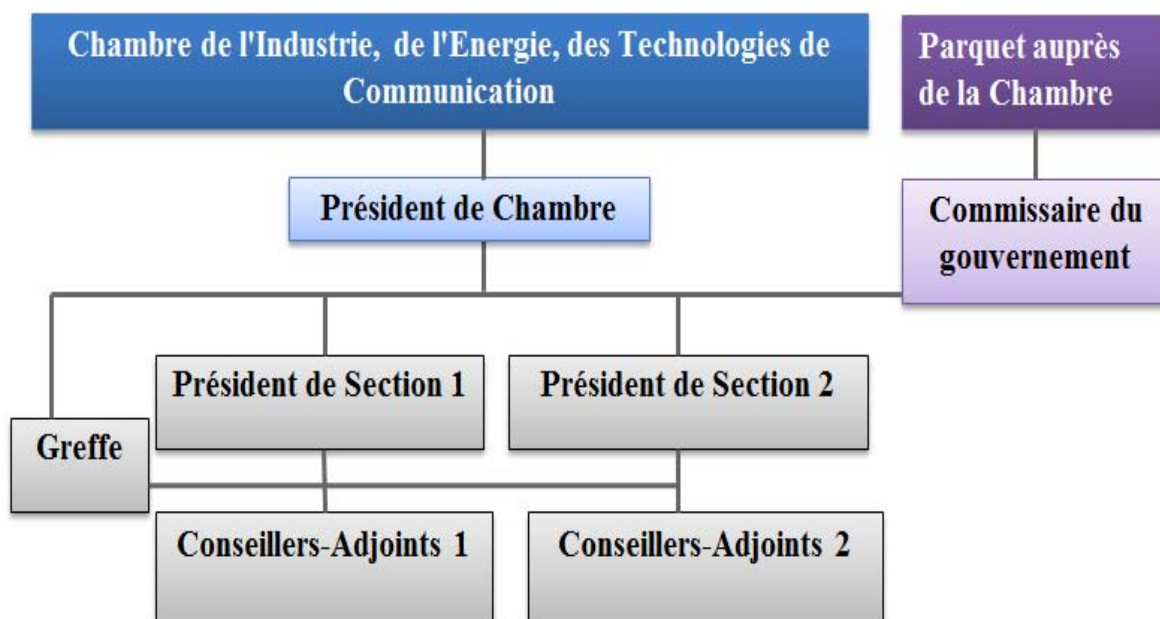 Chambre de l'Industrie, de l'Energie, des Technologies de
Communication
Parquet auprès
de la Chambre
Président de Chambre
Commissaire du
gouvernement
Président de Section 1
Président de Section 2
Greffe
Conseillers-Adjoints 1
Conseillers-Adjoints 2